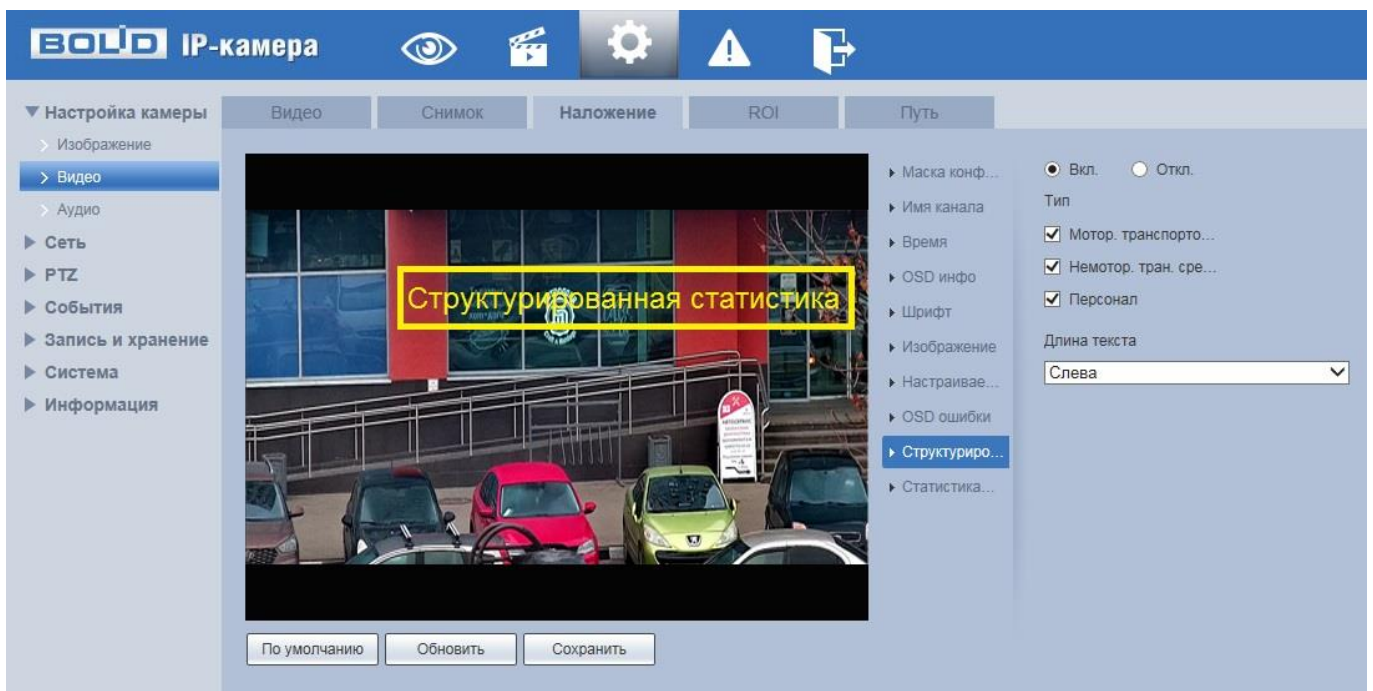 BOLID IP-камера
Настройка камеры
Изображение
Видео
Аудио
Сеть
PTZ
События
Запись и хранение
Система
Информация
Видео
Снимок
Наложение
ROI
Путь
Структурированная статистика
По умолчанию
Обновить
Сохранить
Маска конф...
Имя канала
Время
OSD инфо
Шрифт
Изображение
Настраивае...
OSD ошибки
Структуриро...
Статистика...
Вкл. Откл.
Тип
Мотор. транспорто...
Немотор. тран. сре...
Персонал
Длина текста
Слева